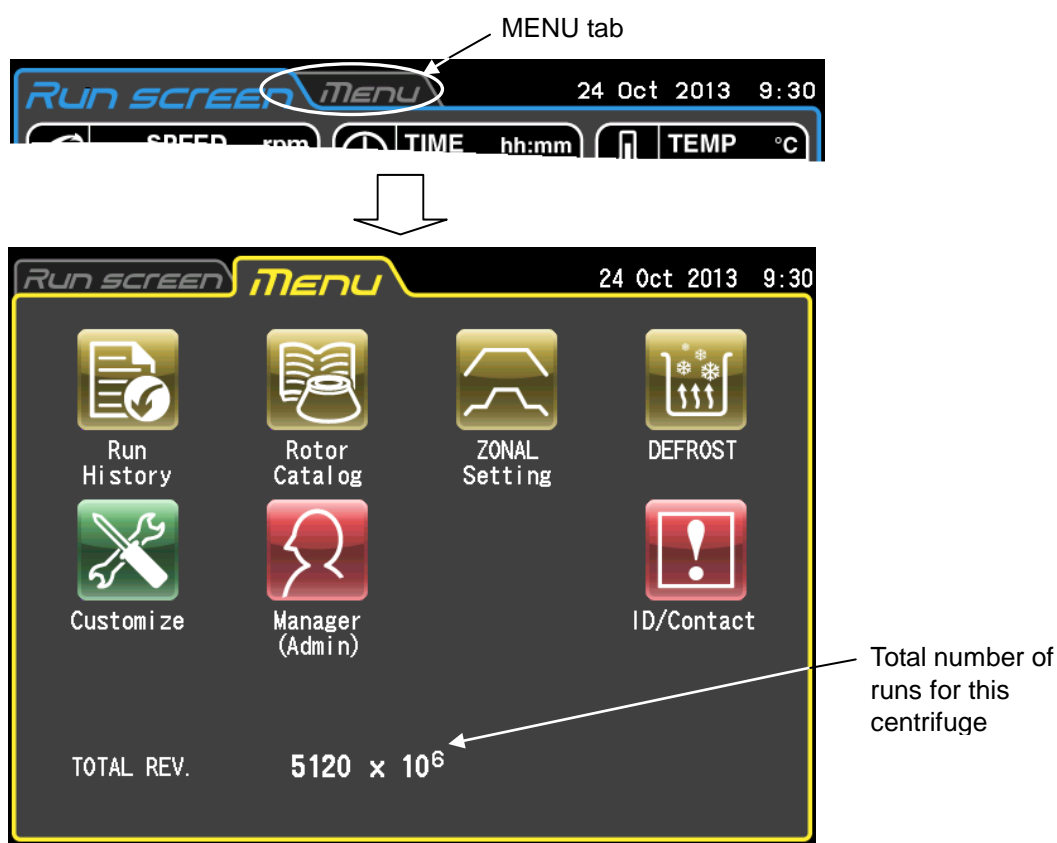 MENU tab
Run screen Menu 24 Oct 2013 9:30
SPEED rpm TIME hh:mm TEMP °C
Run screen Menu 24 Oct 2013 9:30
Run History
Rotor Catalog
ZONAL Setting
DEFROST
Customize
Manager (Admin)
ID/Contact
Total number of
runs for this
centrifuge
TOTAL REV. 5120 x 10⁶